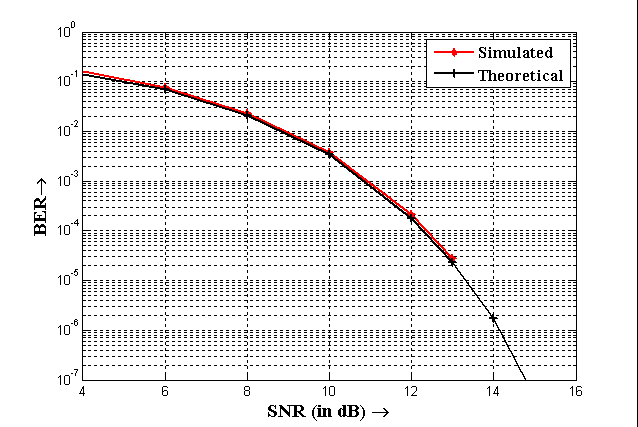 Simulated
Theoretical
BER→
10^0
10^-1
10^-2
10^-3
10^-4
10^-5
10^-6
10^-7
4 6 8 10 12 14 16
SNR (in dB) →